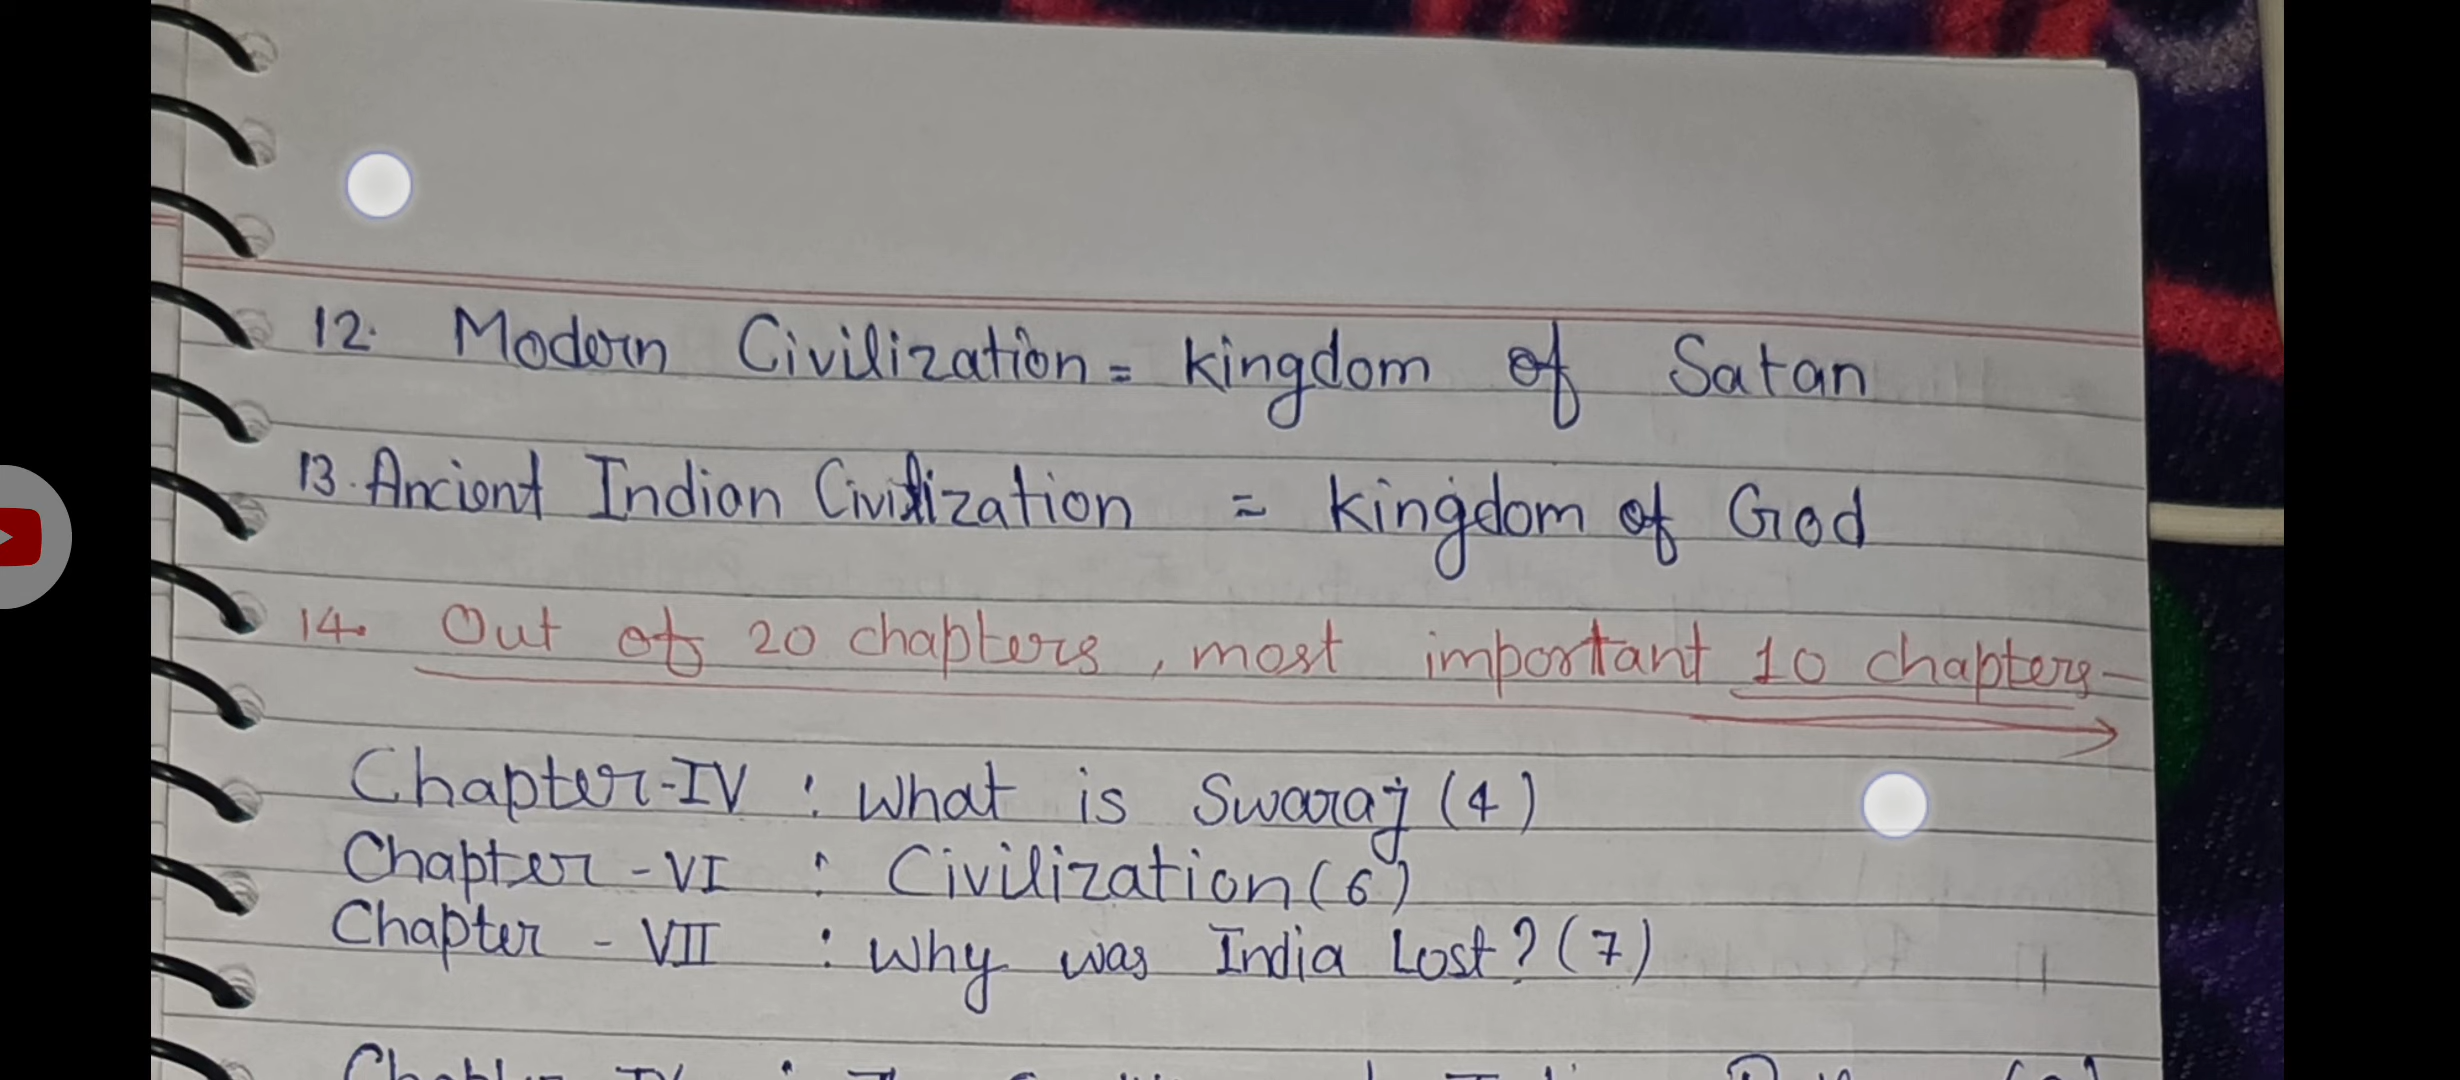 12. Modern Civilization = kingdom of Satan
13. Ancient Indian Civilization = kingdom of God
14. Out of 20 chapters, most important 10 chapters-
Chapter-IV : What is Swaraj (4)
Chapter-VI : Civilization (6)
Chapter-VII : Why was India Lost? (7)